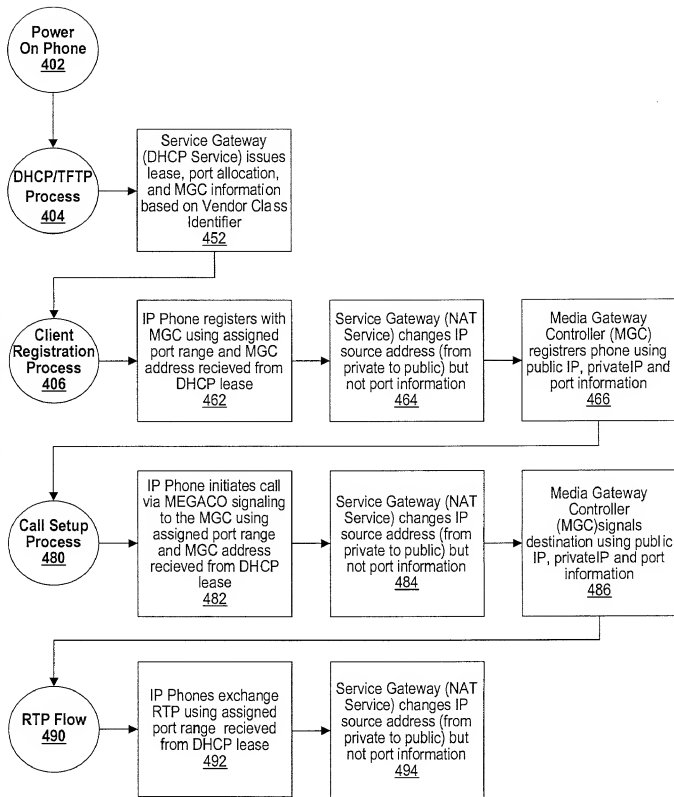 Power
On Phone
402
DHCP/TFTP
Process
404
Service Gateway
(DHCP Service) issues
lease, port allocation,
and MGC information
based on Vendor Class
Identifier
452
Client
Registration
Process
406
IP Phone registers with
MGC using assigned
port range and MGC
address recieved from
DHCP lease
462
Service Gateway (NAT
Service) changes IP
source address (from
private to public) but
not port information
464
Media Gateway
Controller (MGC)
registrers phone using
public IP, privateIP and
port information
466
Call Setup
Process
480
IP Phone initiates call
via MEGACO signaling
to the MGC using
assigned port range
and MGC address
recieved from DHCP
lease
482
Service Gateway (NAT
Service) changes IP
source address (from
private to public) but
not port information
484
Media Gateway
Controller
(MGC)signals
destination using public
IP, privateIP and port
information
486
RTP Flow
490
IP Phones exchange
RTP using assigned
port range recieved
from DHCP lease
492
Service Gateway (NAT
Service) changes IP
source address (from
private to public) but
not port information
494